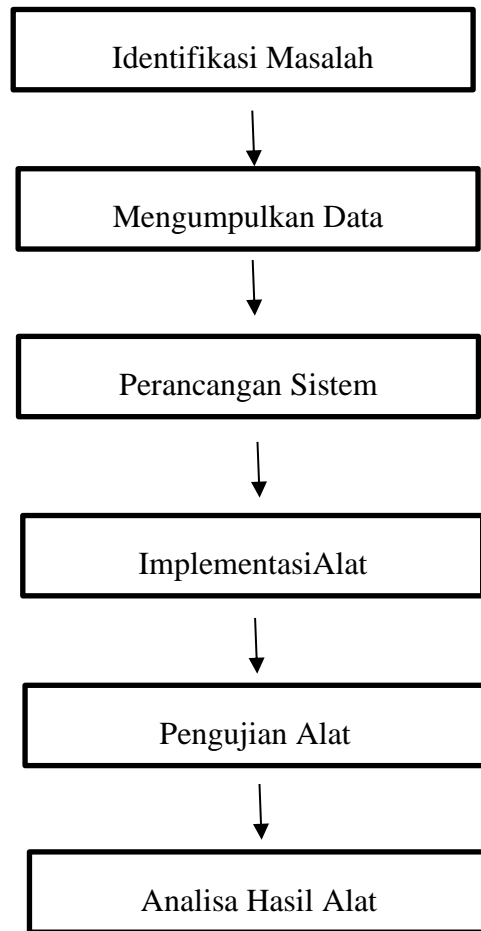 Identifikasi Masalah
Mengumpulkan Data
Perancangan Sistem
ImplementasiAlat
Pengujian Alat
Analisa Hasil Alat